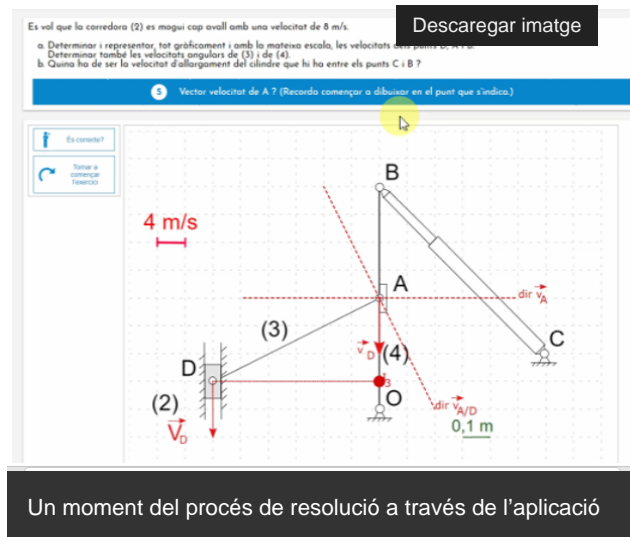 Es vol que la corredora (2) es mogui cap avall amb una velocitat de 8 m/s.
Descaregar imatge
a. Determinar i representar, tot gràficament i amb la mateixa escala, les velocitats dels punts D, A i B.
Determinar també les velocitats angulars de (3) i de (4).
b. Quina ha de ser la velocitat d'allargament del cilindre que hi ha entre els punts C i B ?
5 Vector velocitat de A ? (Recorda començar a dibuixar en el punt que s'indica.)
És correcte?
Tornar a
començar
l'exercici
B
4 m/s
A
dir v_A
(3)
C
v_D (4)
D
O
(2)
dir v_A/D
V_D
0,1 m
Un moment del procés de resolució a través de l'aplicació